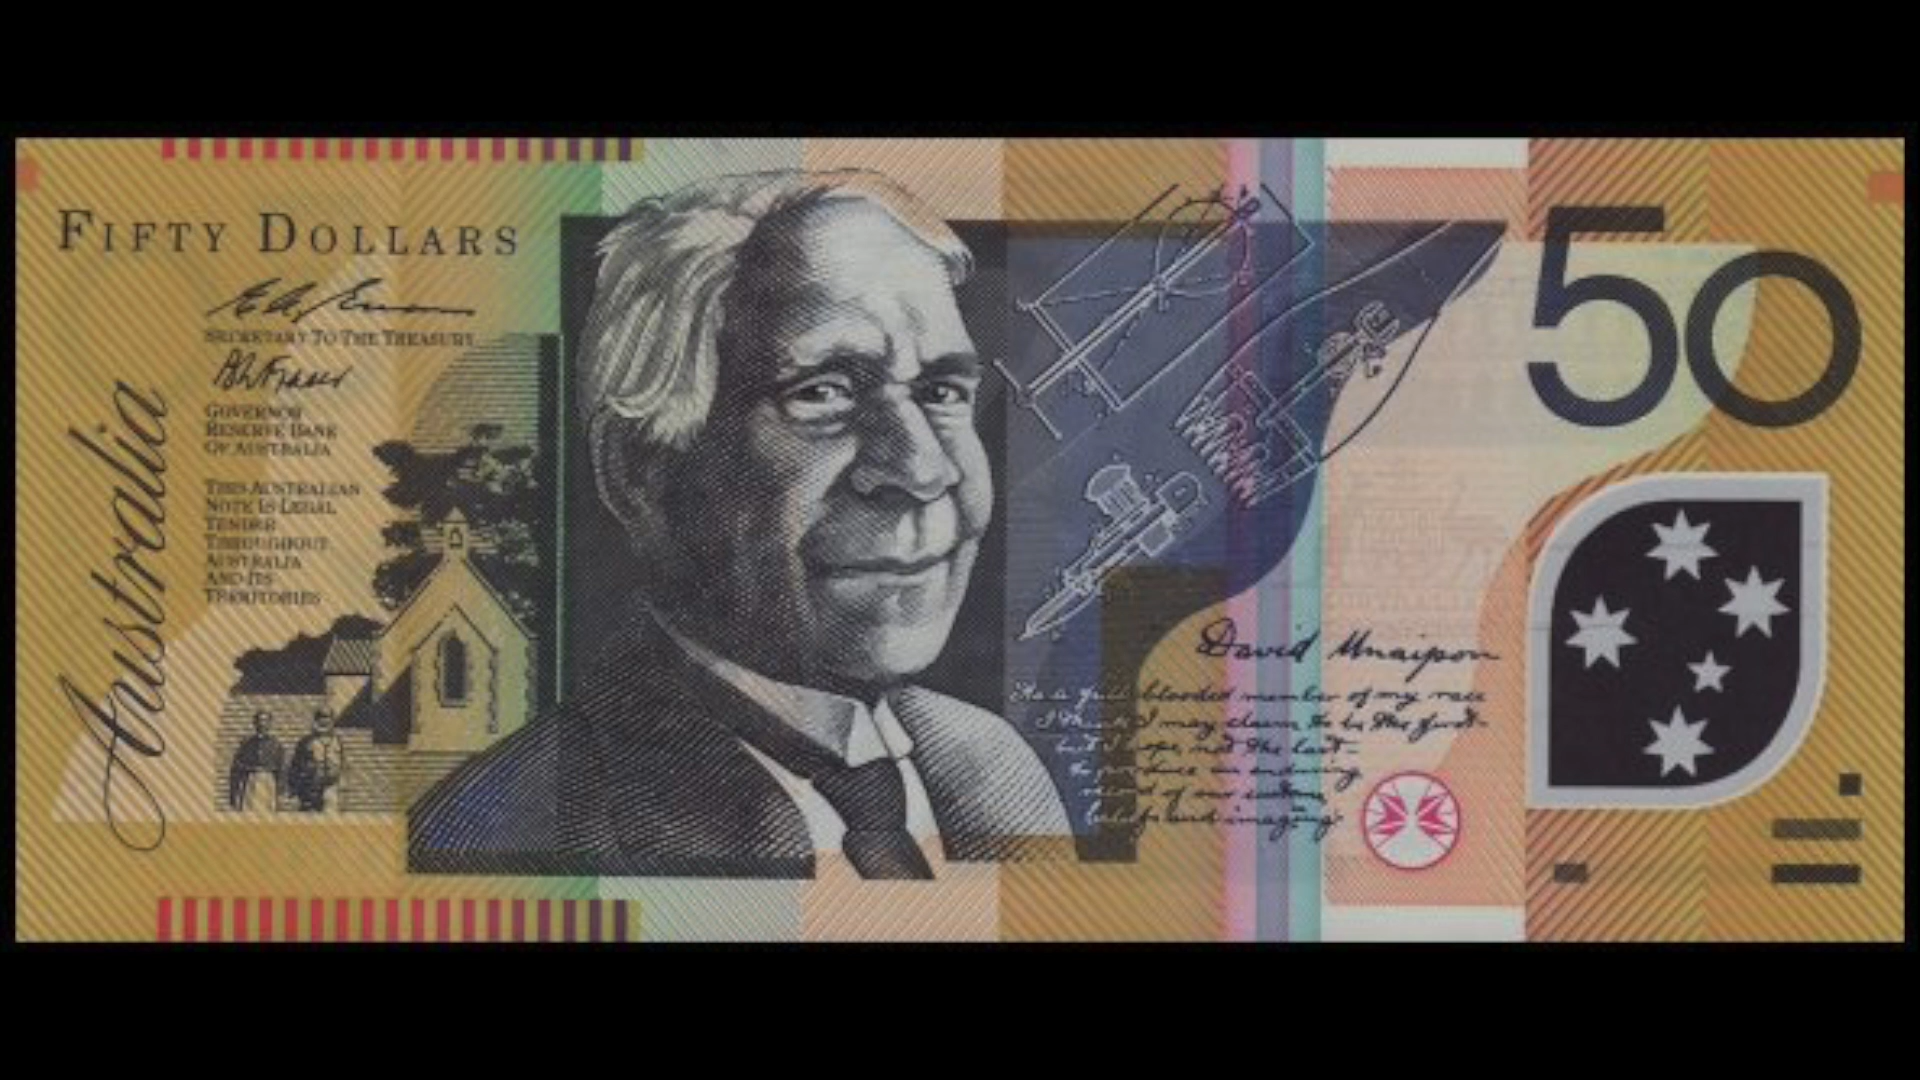 FIFTY DOLLARS
SECRETARY TO THE TREASURY
GOVERNOR
RESERVE BANK
OF AUSTRALIA
THIS AUSTRALIAN
NOTE IS LEGAL
TENDER
THROUGHOUT
AUSTRALIA
AND ITS
TERRITORIES
Australia
50
David Unaipon
As a full blooded member of my race
I think I may claim to be the first
but I hope, not the last
to produce an enduring
record of our customs
beliefs and imaginings